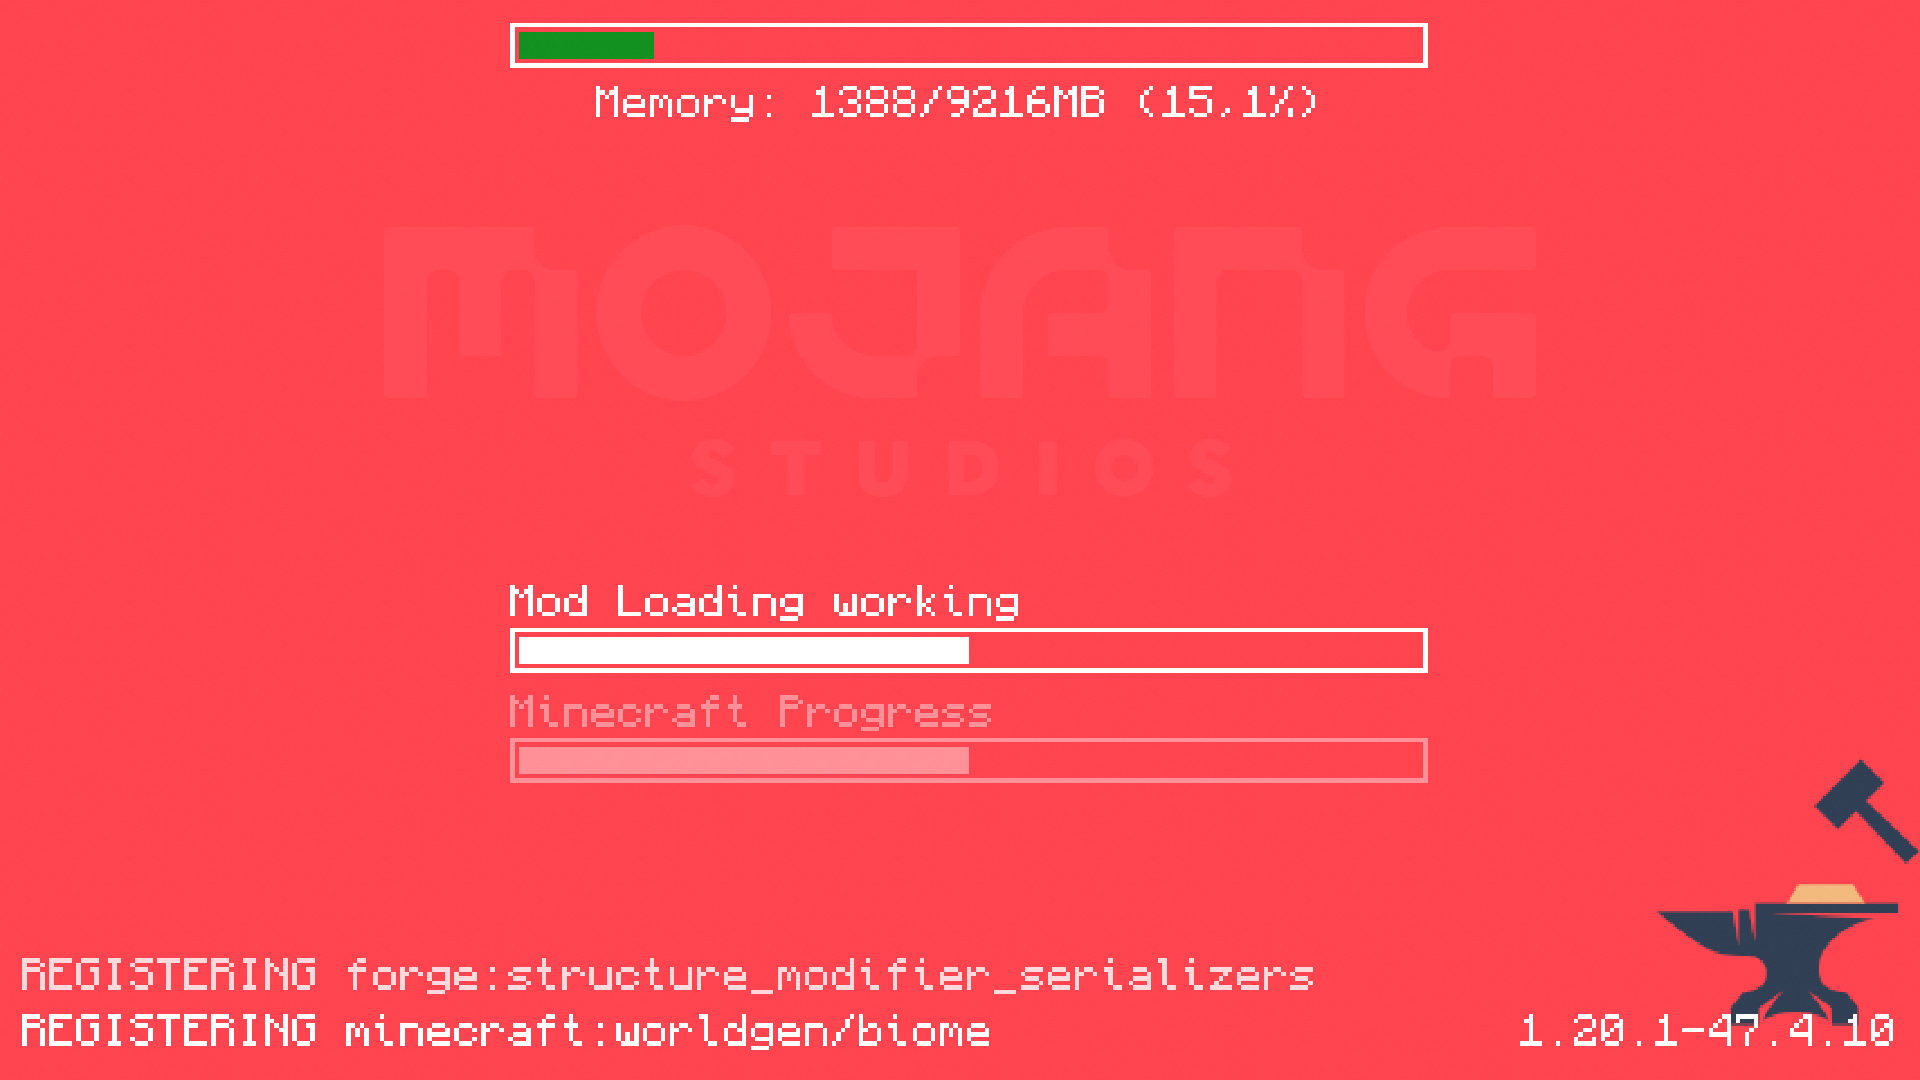 Memory: 1388/9216MB (15,1%)
MOJANG
STUDIOS
Mod Loading working
Minecraft Progress
REGISTERING forge:structure_modifier_serializers
REGISTERING minecraft:worldgen/biome
1.20.1-47.4.10